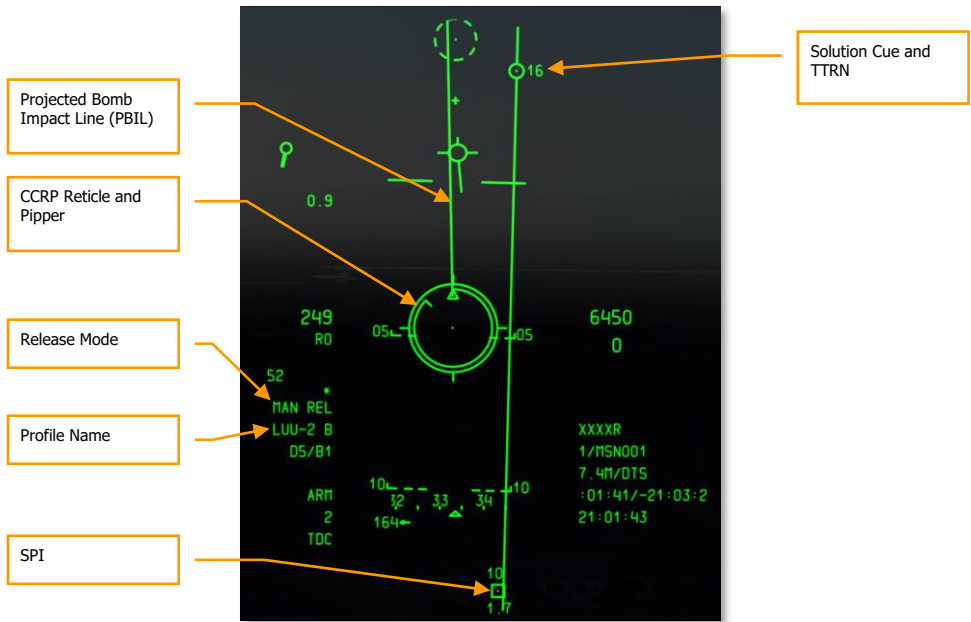 Solution Cue and
TTRN
Projected Bomb
Impact Line (PBIL)
CCRP Reticle and
Pipper
Release Mode
Profile Name
SPI
16
0.9
249
RO
05
05
6450
0
52
*
MAN REL
LUU-2 B
D5/B1
ARM
2
TDC
10
10
32 33 34
164←
XXXXR
1/MSN001
7.4M/DTS
:01:41/-21:03:2
21:01:43
10
1.7